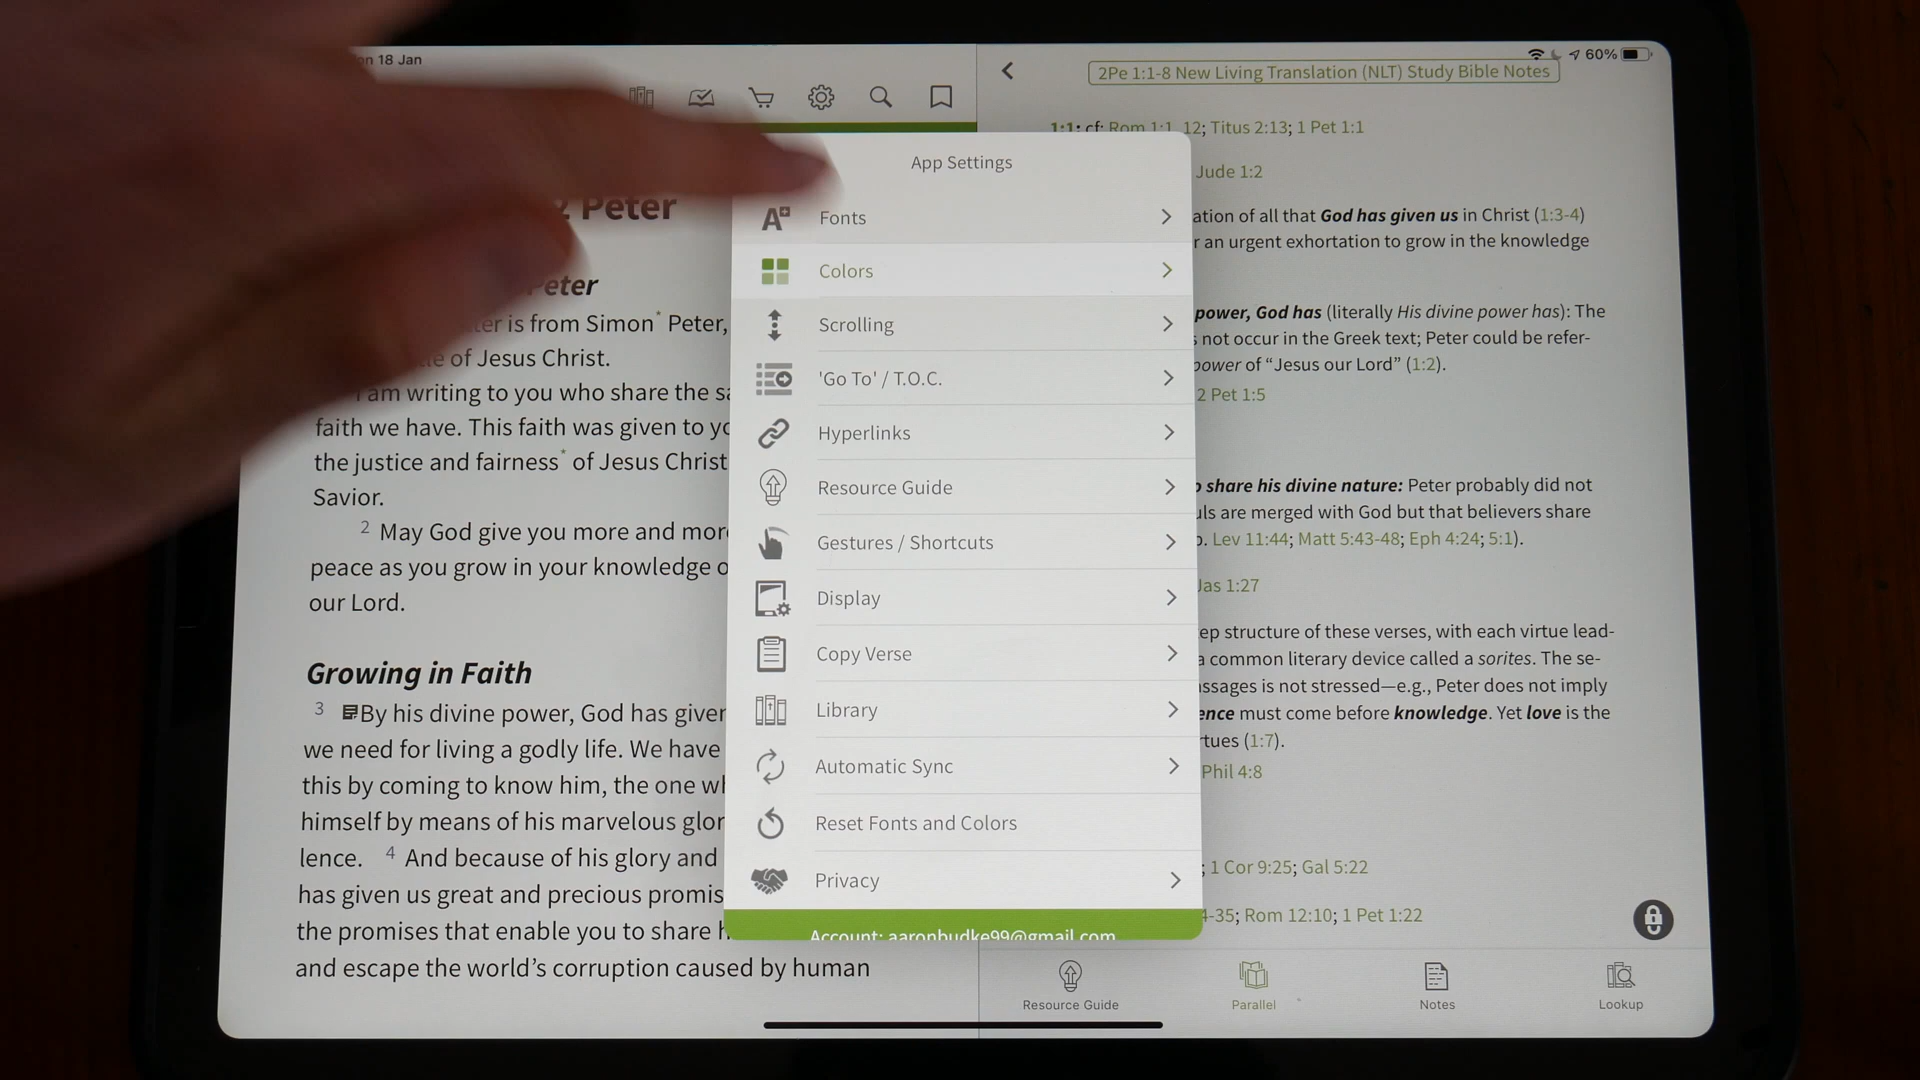 n 18 Jan
60%
2 Peter
Peter
ter is from Simon* Peter,
tle of Jesus Christ.
I am writing to you who share the sa
faith we have. This faith was given to yo
the justice and fairness* of Jesus Christ
Savior.
2 May God give you more and mor
peace as you grow in your knowledge o
our Lord.
Growing in Faith
3 By his divine power, God has given
we need for living a godly life. We have
this by coming to know him, the one wh
himself by means of his marvelous glor
lence. 4 And because of his glory and
has given us great and precious promis
the promises that enable you to share h
and escape the world’s corruption caused by human
App Settings
Fonts
Colors
Scrolling
'Go To' / T.O.C.
Hyperlinks
Resource Guide
Gestures / Shortcuts
Display
Copy Verse
Library
Automatic Sync
Reset Fonts and Colors
Privacy
Account: aaronbudke99@gmail.com
2Pe 1:1-8 New Living Translation (NLT) Study Bible Notes
1:1: cf: Rom 1:1, 12; Titus 2:13; 1 Pet 1:1
Jude 1:2
ation of all that God has given us in Christ (1:3-4)
r an urgent exhortation to grow in the knowledge
power, God has (literally His divine power has): The
s not occur in the Greek text; Peter could be refer-
power of “Jesus our Lord” (1:2).
2 Pet 1:5
o share his divine nature: Peter probably did not
uls are merged with God but that believers share
p. Lev 11:44; Matt 5:43-48; Eph 4:24; 5:1).
Jas 1:27
ep structure of these verses, with each virtue lead-
a common literary device called a sorites. The se-
assages is not stressed—e.g., Peter does not imply
ence must come before knowledge. Yet love is the
rtues (1:7).
Phil 4:8
; 1 Cor 9:25; Gal 5:22
4-35; Rom 12:10; 1 Pet 1:22
Resource Guide
Parallel
Notes
Lookup